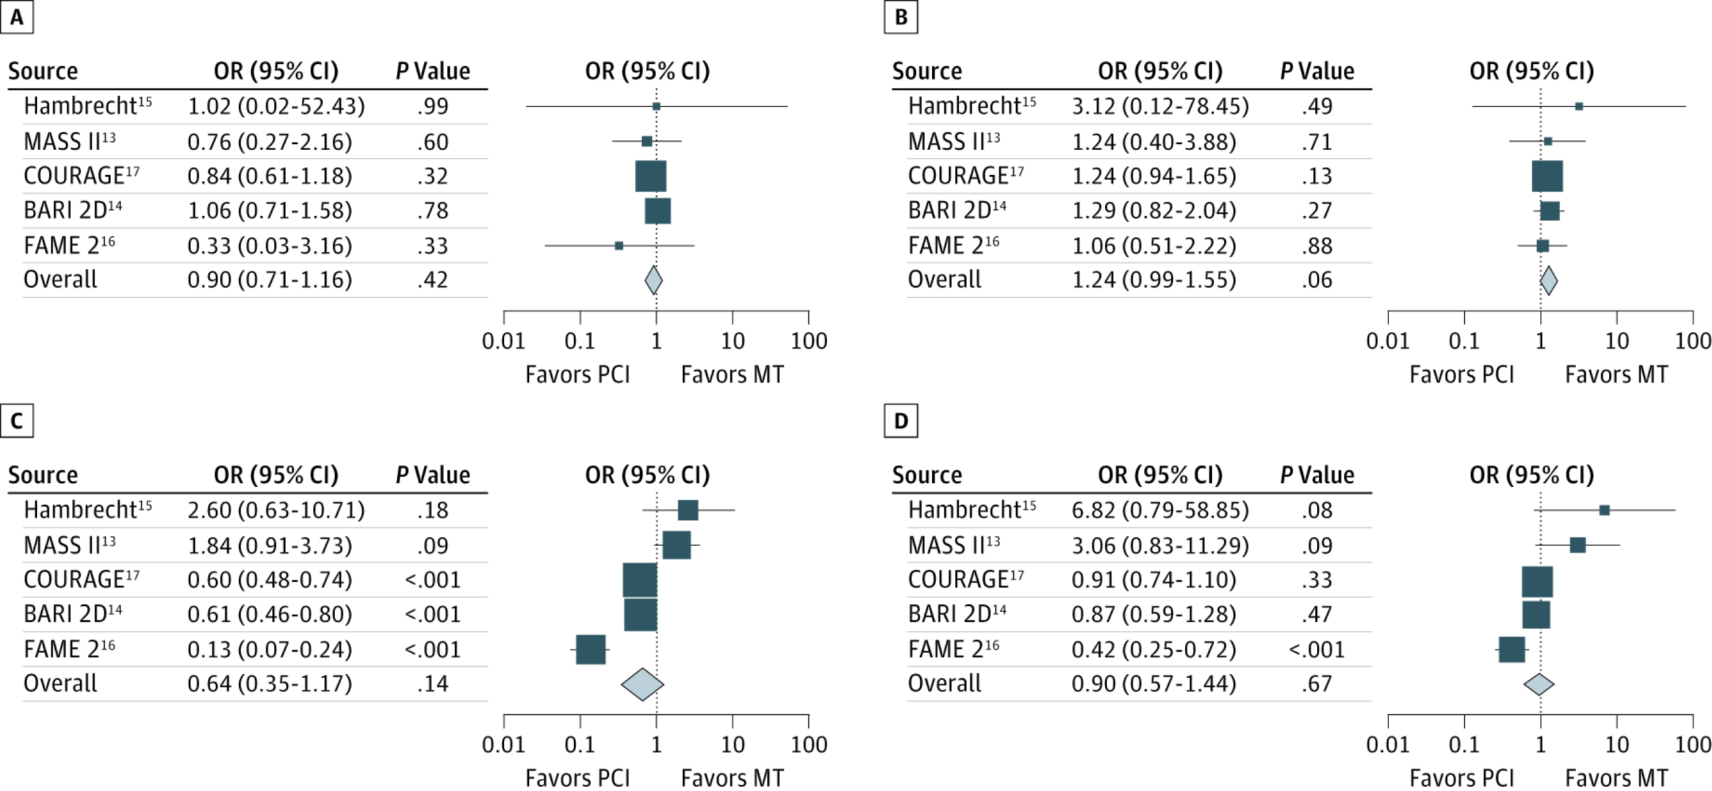 A
Source OR (95% CI) P Value OR (95% CI)
Hambrecht15 1.02 (0.02-52.43) .99
MASS II13 0.76 (0.27-2.16) .60
COURAGE17 0.84 (0.61-1.18) .32
BARI 2D14 1.06 (0.71-1.58) .78
FAME 216 0.33 (0.03-3.16) .33
Overall 0.90 (0.71-1.16) .42
0.01 0.1 1 10 100
Favors PCI Favors MT
B
Source OR (95% CI) P Value OR (95% CI)
Hambrecht15 3.12 (0.12-78.45) .49
MASS II13 1.24 (0.40-3.88) .71
COURAGE17 1.24 (0.94-1.65) .13
BARI 2D14 1.29 (0.82-2.04) .27
FAME 216 1.06 (0.51-2.22) .88
Overall 1.24 (0.99-1.55) .06
0.01 0.1 1 10 100
Favors PCI Favors MT
C
Source OR (95% CI) P Value OR (95% CI)
Hambrecht15 2.60 (0.63-10.71) .18
MASS II13 1.84 (0.91-3.73) .09
COURAGE17 0.60 (0.48-0.74) <.001
BARI 2D14 0.61 (0.46-0.80) <.001
FAME 216 0.13 (0.07-0.24) <.001
Overall 0.64 (0.35-1.17) .14
0.01 0.1 1 10 100
Favors PCI Favors MT
D
Source OR (95% CI) P Value OR (95% CI)
Hambrecht15 6.82 (0.79-58.85) .08
MASS II13 3.06 (0.83-11.29) .09
COURAGE17 0.91 (0.74-1.10) .33
BARI 2D14 0.87 (0.59-1.28) .47
FAME 216 0.42 (0.25-0.72) <.001
Overall 0.90 (0.57-1.44) .67
0.01 0.1 1 10 100
Favors PCI Favors MT